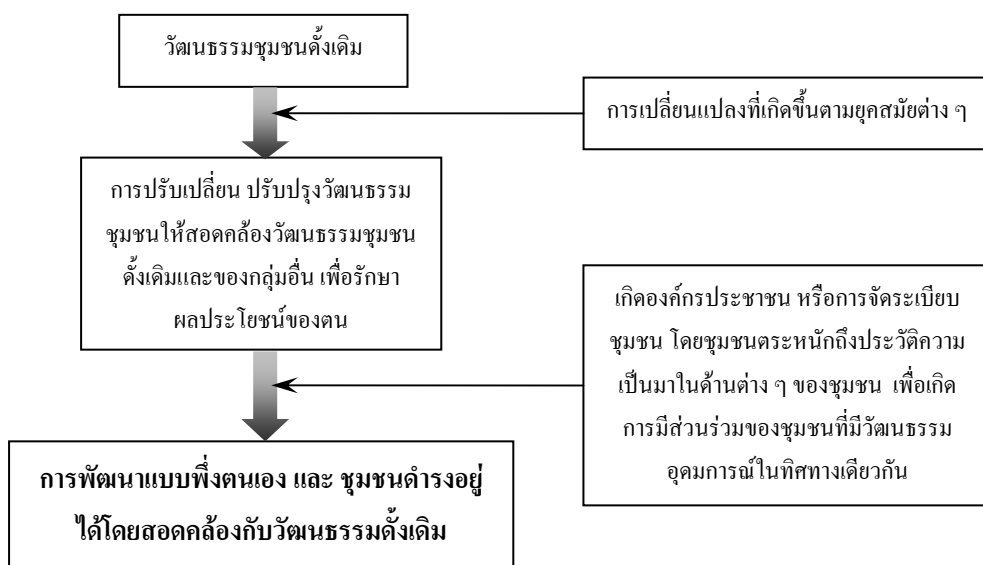 วัฒนธรรมชุมชนดั้งเดิม
การเปลี่ยนแปลงที่เกิดขึ้นตามยุคสมัยต่าง ๆ
การปรับเปลี่ยน ปรับปรุงวัฒนธรรม
ชุมชนให้สอดคล้องวัฒนธรรมชุมชน
ดั้งเดิมและของกลุ่มอื่น เพื่อรักษา
ผลประโยชน์ของตน
เกิดองค์กรประชาชน หรือการจัดระเบียบ
ชุมชน โดยชุมชนตระหนักถึงประวัติความ
เป็นมาในด้านต่าง ๆ ของชุมชน เพื่อเกิด
การมีส่วนร่วมของชุมชนที่มีวัฒนธรรม
อุดมการณ์ในทิศทางเดียวกัน
การพัฒนาแบบพึ่งตนเอง และ ชุมชนดำรงอยู่
ได้โดยสอดคล้องกับวัฒนธรรมดั้งเดิม